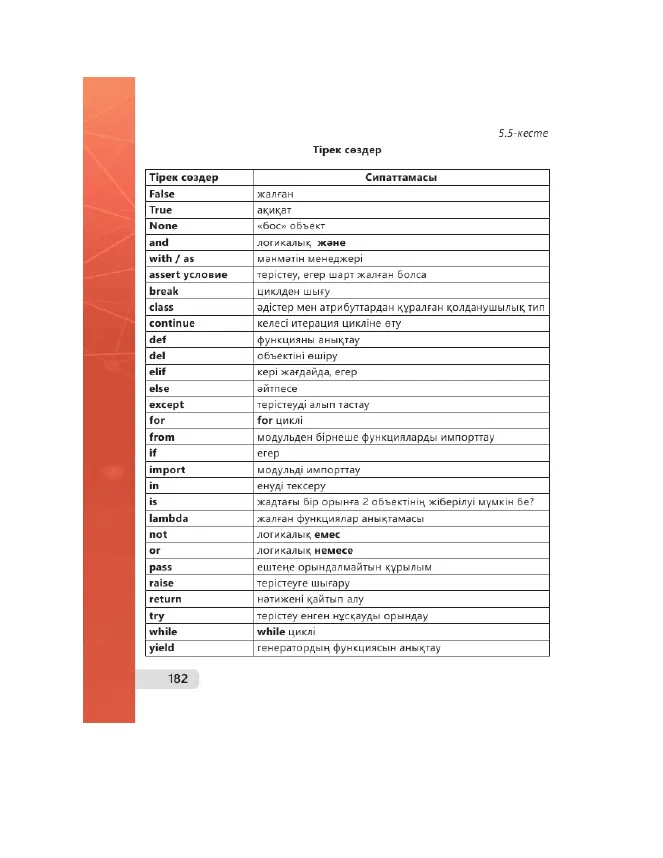 5.5-кесте
Тірек сөздер
Тірек сөздер Сипаттамасы
False жалған
True ақиқат
None «бос» объект
and логикалық және
with / as мәнмәтін менеджері
assert условие терістеу, егер шарт жалған болса
break циклден шығу
class әдістер мен атрибуттардан құралған қолданушылық тип
continue келесі итерация цикліне өту
def функцияны анықтау
del объектіні өшіру
elif кері жағдайда, егер
else әйтпесе
except терістеуді алып тастау
for for циклі
from модульден бірнеше функцияларды импорттау
if егер
import модульді импорттау
in енуді тексеру
is жадтағы бір орынға 2 объектінің жіберілуі мүмкін бе?
lambda жалған функциялар анықтамасы
not логикалық емес
or логикалық немесе
pass ештеңе орындалмайтын құрылым
raise терістеуге шығару
return нәтижені қайтып алу
try терістеу енген нұсқауды орындау
while while циклі
yield генератордың функциясын анықтау
182